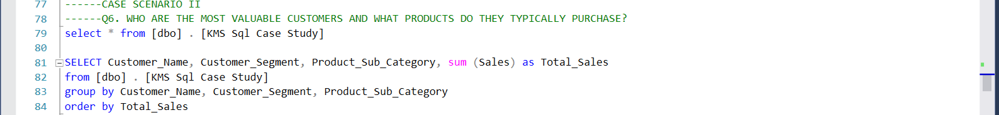 77 ------CASE SCENARIO II
78 ------Q6. WHO ARE THE MOST VALUABLE CUSTOMERS AND WHAT PRODUCTS DO THEY TYPICALLY PURCHASE?
79 select * from [dbo] . [KMS Sql Case Study]
80
81 SELECT Customer_Name, Customer_Segment, Product_Sub_Category, sum (Sales) as Total_Sales
82 from [dbo] . [KMS Sql Case Study]
83 group by Customer_Name, Customer_Segment, Product_Sub_Category
84 order by Total_Sales